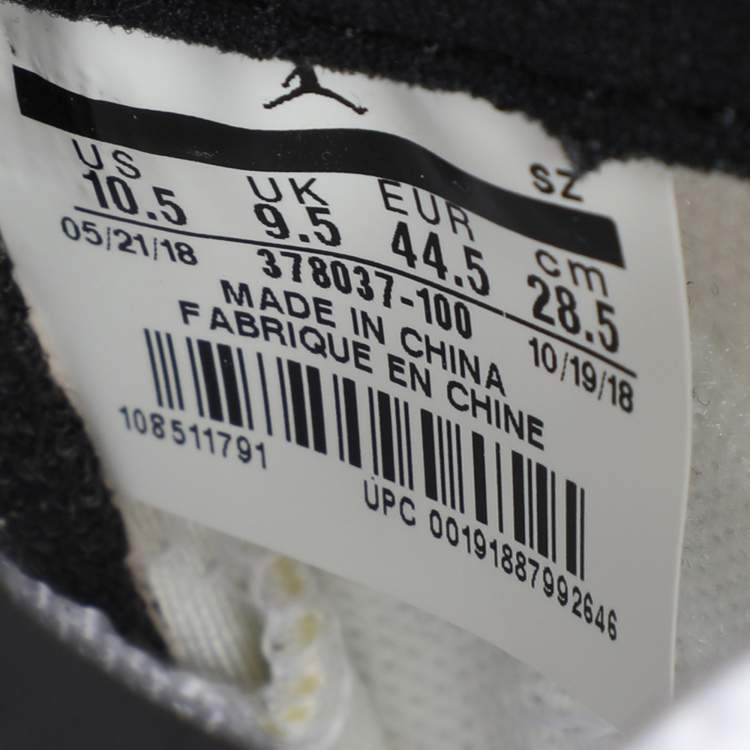 SZ
US UK EUR cm
10.5 9.5 44.5 28.5
05/21/18 378037-100 10/19/18
MADE IN CHINA
FABRIQUE EN CHINE
108511791
UPC 00191887992646